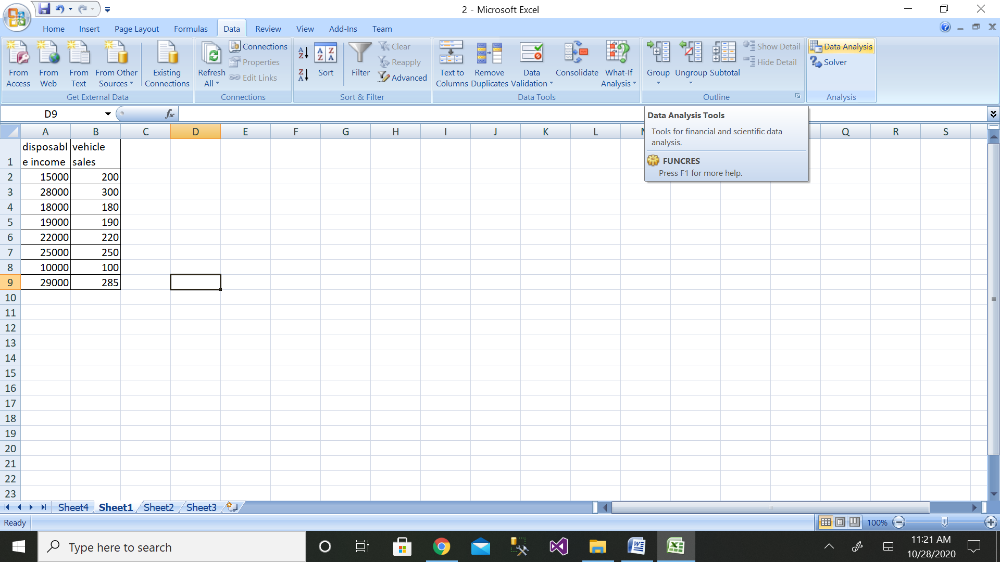 2 - Microsoft Excel
Home Insert Page Layout Formulas Data Review View Add-Ins Team
From Access
From Web
From Text
From Other Sources
Existing Connections
Get External Data
Refresh All
Connections
Properties
Edit Links
Connections
Sort
Filter
Clear
Reapply
Advanced
Sort & Filter
Text to Columns
Remove Duplicates
Data Validation
Consolidate
What-If Analysis
Data Tools
Group
Ungroup
Subtotal
Show Detail
Hide Detail
Outline
Data Analysis
Solver
Analysis
D9 fx
Data Analysis Tools
Tools for financial and scientific data
analysis.
FUNCRES
Press F1 for more help.
A B C D E F G H I J K L Q R S
disposabl vehicle
1 e income sales
2 15000 200
3 28000 300
4 18000 180
5 19000 190
6 22000 220
7 25000 250
8 10000 100
9 29000 285
10
11
12
13
14
15
16
17
18
19
20
21
22
23
Sheet4 Sheet1 Sheet2 Sheet3
Ready 100%
Type here to search
11:21 AM
10/28/2020